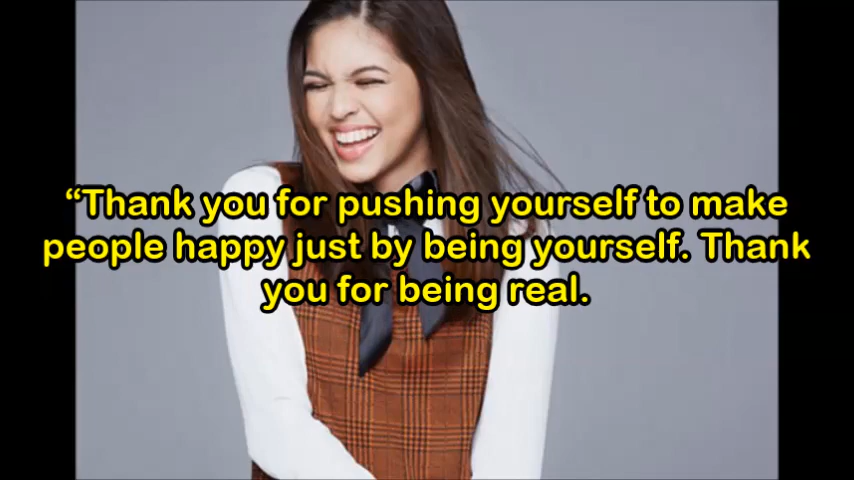 “Thank you for pushing yourself to make
people happy just by being yourself. Thank
you for being real.